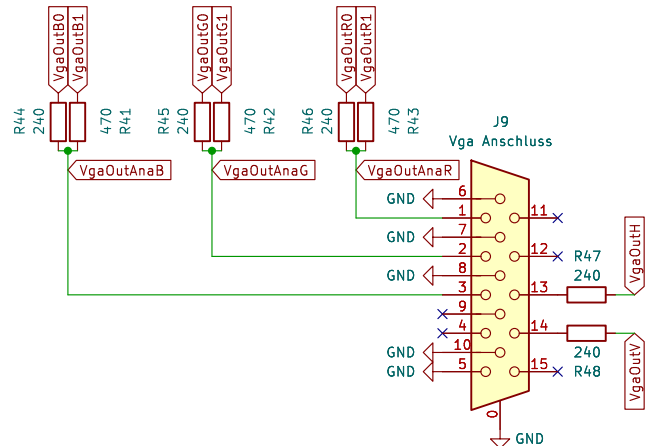 VgaOutB0
VgaOutB1
VgaOutG0
VgaOutG1
VgaOutR0
VgaOutR1
R44
240
470
R41
R45
240
470
R42
R46
240
470
R43
J9
Vga Anschluss
VgaOutAnaB
VgaOutAnaG
VgaOutAnaR
GND
6
1
11
GND
7
2
12
R47
240
VgaOutH
GND
8
3
13
9
4
14
240
R48
VgaOutV
GND
10
GND
5
15
0
GND